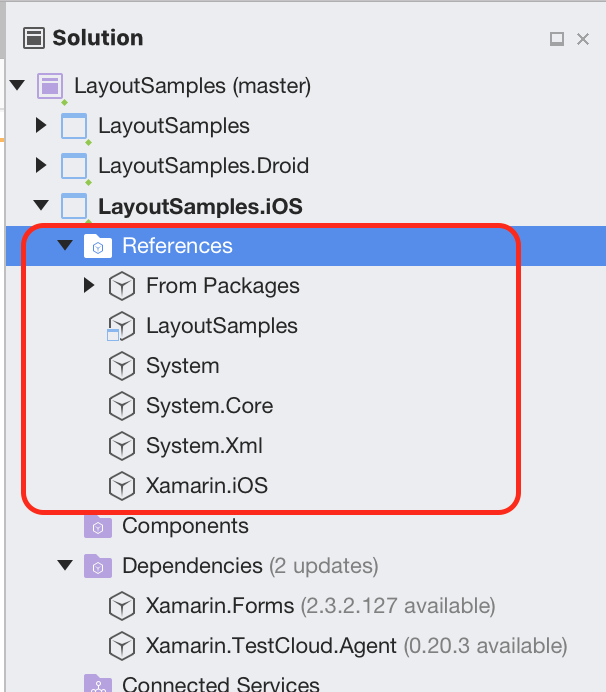 Solution
LayoutSamples (master)
LayoutSamples
LayoutSamples.Droid
LayoutSamples.iOS
References
From Packages
LayoutSamples
System
System.Core
System.Xml
Xamarin.iOS
Components
Dependencies (2 updates)
Xamarin.Forms (2.3.2.127 available)
Xamarin.TestCloud.Agent (0.20.3 available)
Connected Services